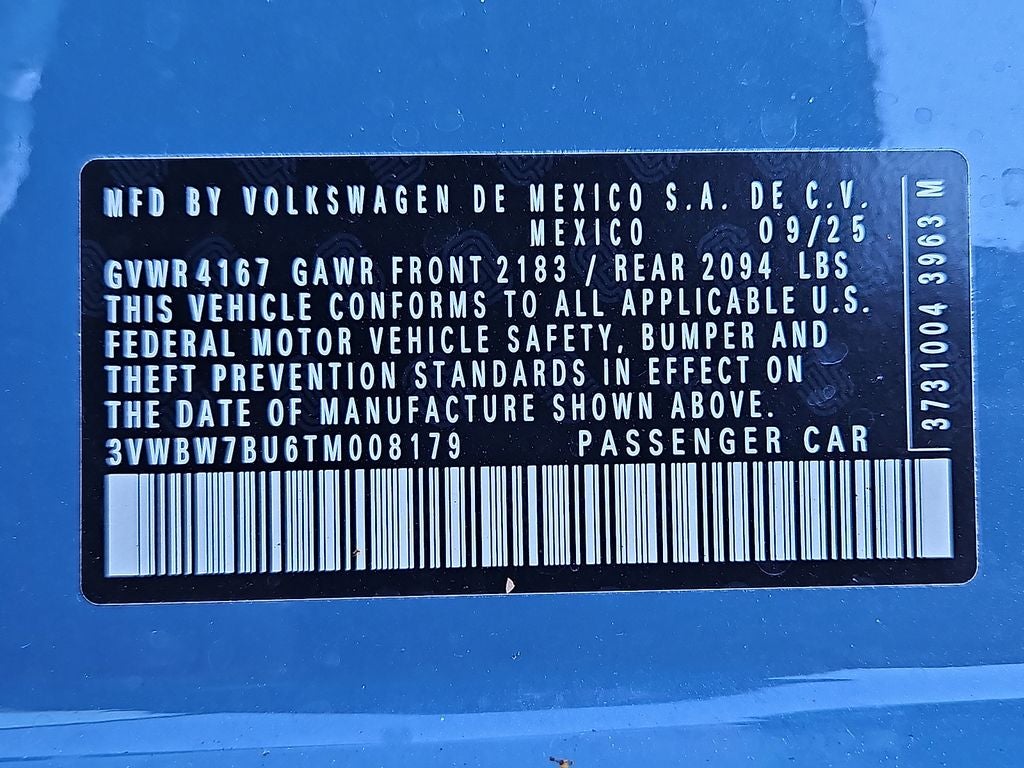 MFD BY VOLKSWAGEN DE MEXICO S.A. DE C.V.
MEXICO 09/25
GVWR 4167 GAWR FRONT 2183 / REAR 2094 LBS
THIS VEHICLE CONFORMS TO ALL APPLICABLE U.S.
FEDERAL MOTOR VEHICLE SAFETY, BUMPER AND
THEFT PREVENTION STANDARDS IN EFFECT ON
THE DATE OF MANUFACTURE SHOWN ABOVE.
3VWBW7BU6TM008179 PASSENGER CAR
3731004 3963 M